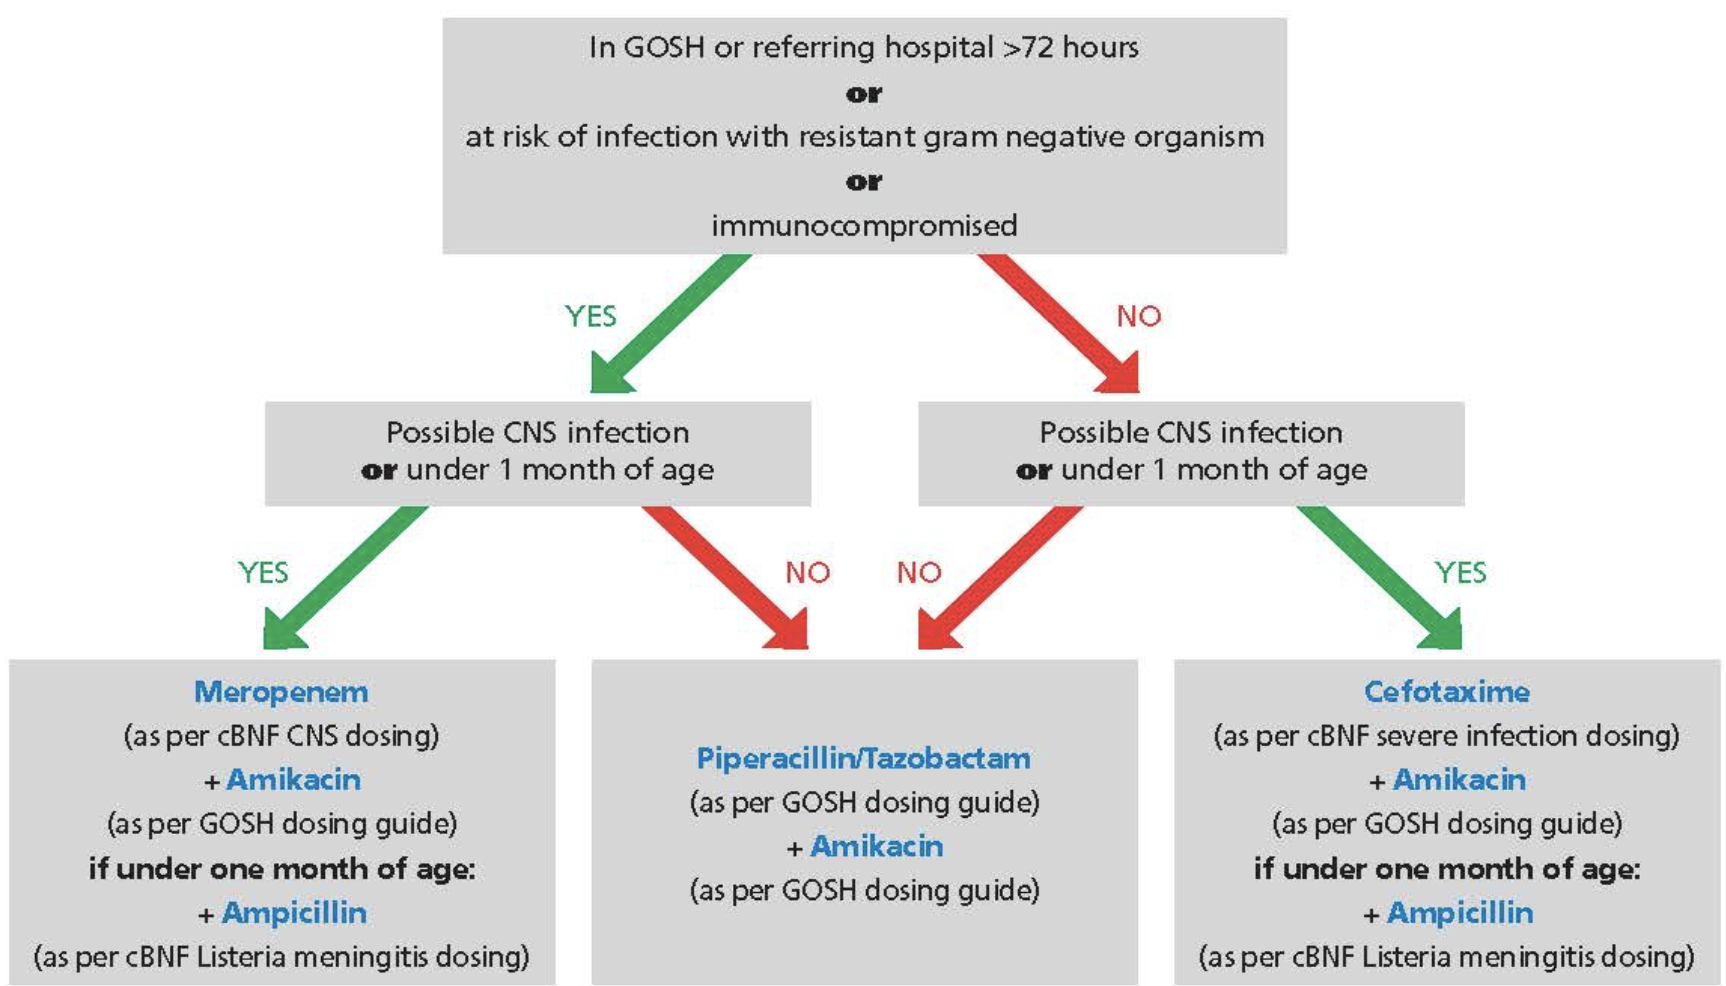 In GOSH or referring hospital >72 hours
or
at risk of infection with resistant gram negative organism
or
immunocompromised
YES
NO
Possible CNS infection
or under 1 month of age
Possible CNS infection
or under 1 month of age
YES
NO
NO
YES
Meropenem
(as per cBNF CNS dosing)
+ Amikacin
(as per GOSH dosing guide)
if under one month of age:
+ Ampicillin
(as per cBNF Listeria meningitis dosing)
Piperacillin/Tazobactam
(as per GOSH dosing guide)
+ Amikacin
(as per GOSH dosing guide)
Cefotaxime
(as per cBNF severe infection dosing)
+ Amikacin
(as per GOSH dosing guide)
if under one month of age:
+ Ampicillin
(as per cBNF Listeria meningitis dosing)